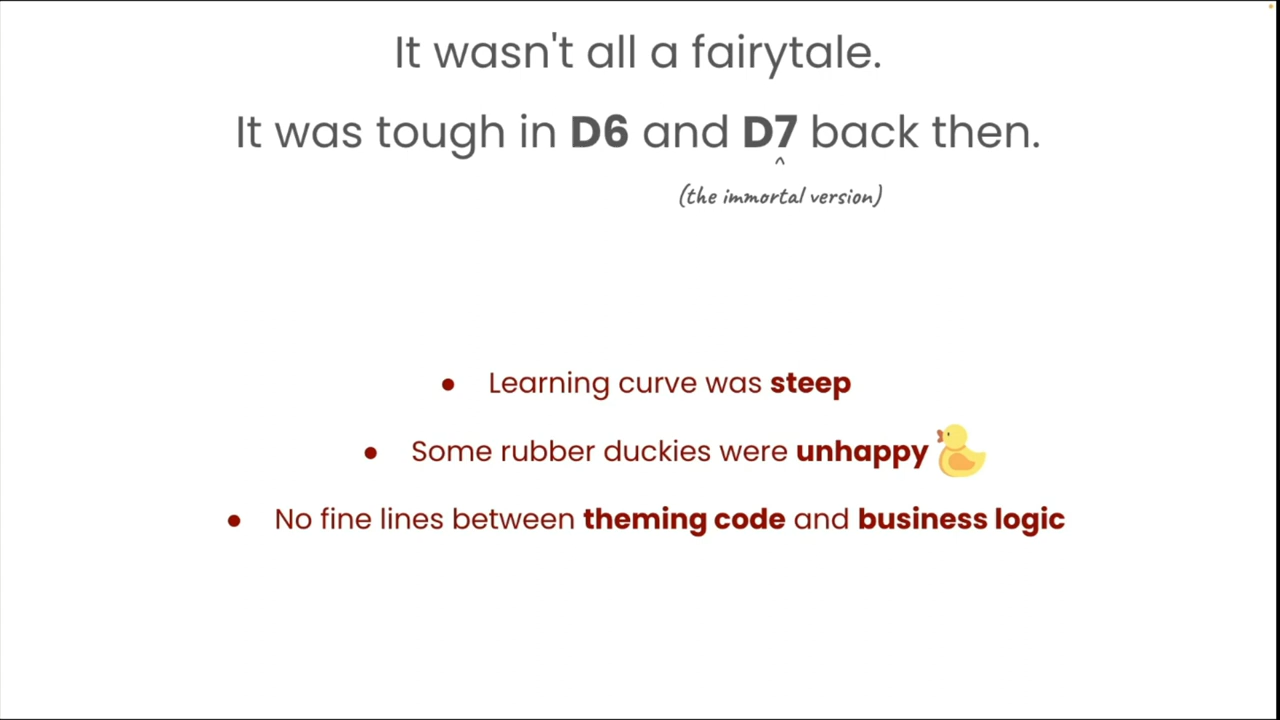 It wasn't all a fairytale.
It was tough in D6 and D7 back then.
^
(the immortal version)
● Learning curve was steep
● Some rubber duckies were unhappy
● No fine lines between theming code and business logic